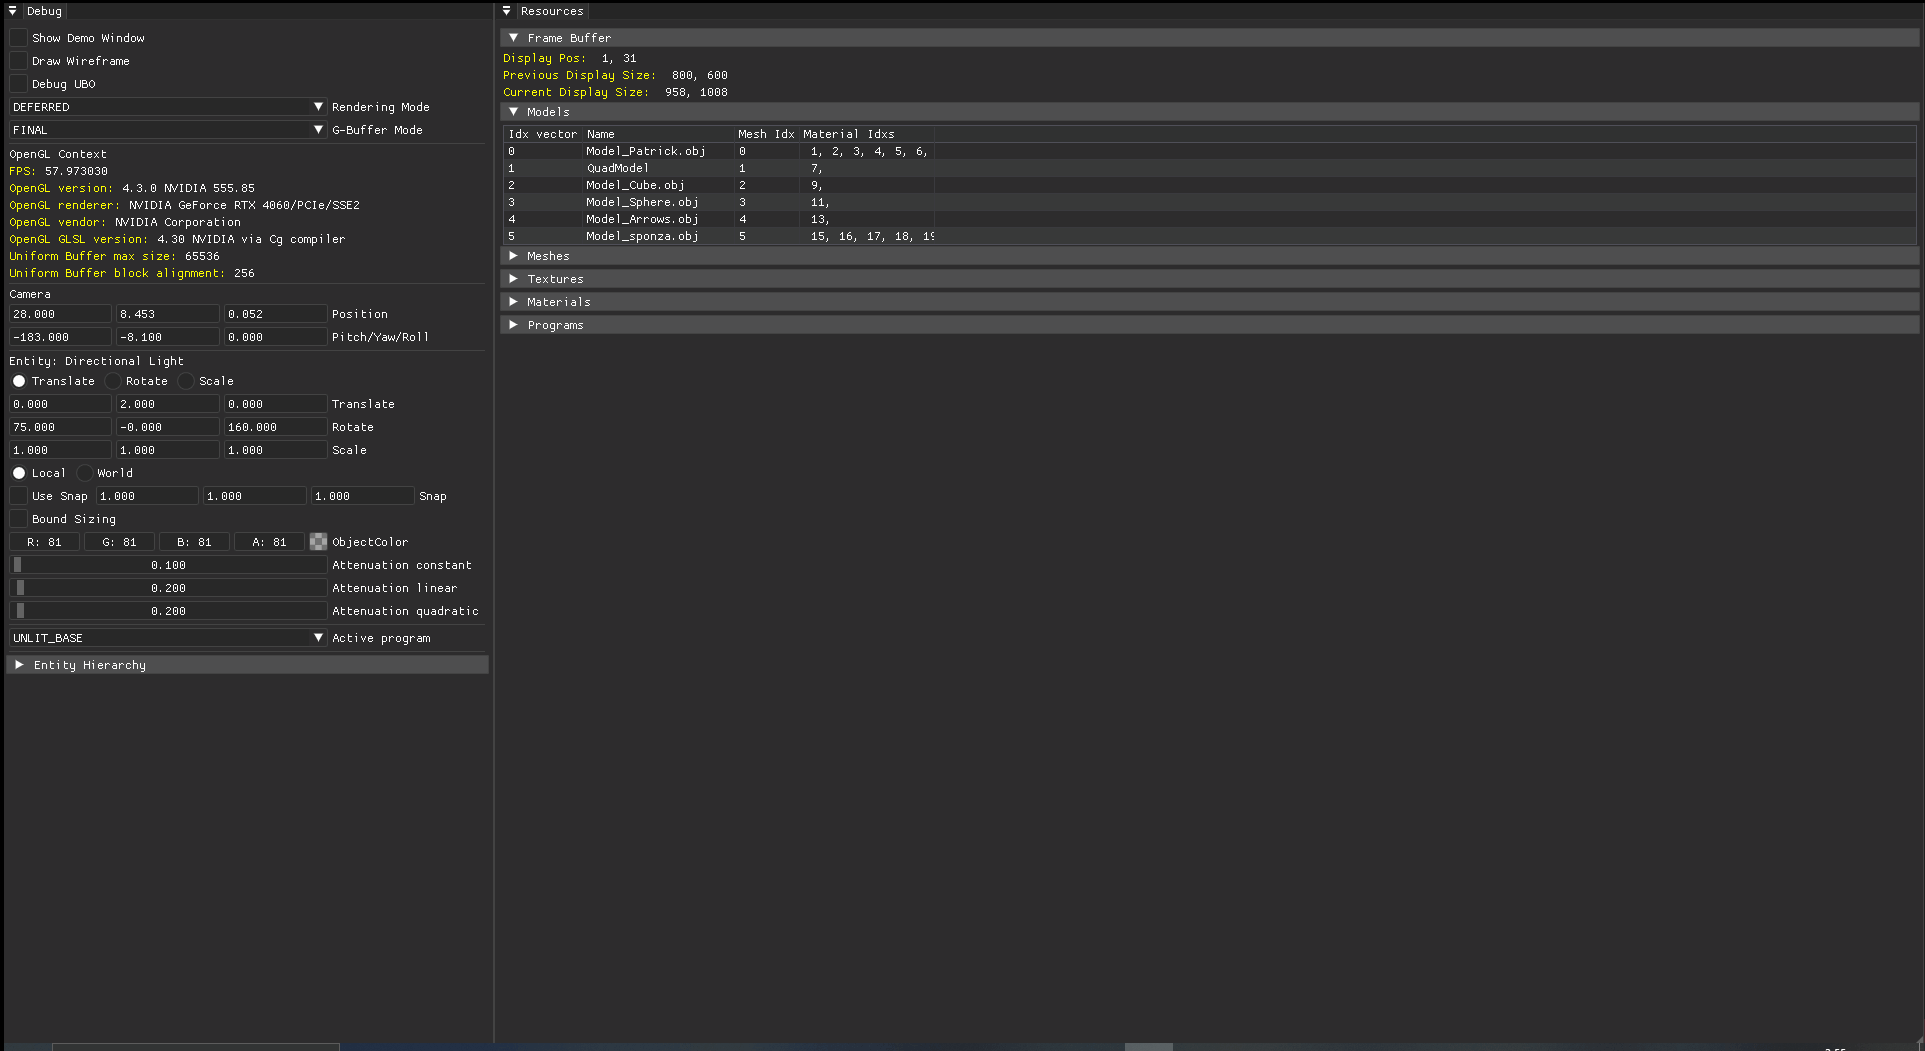 Debug
Show Demo Window
Draw Wireframe
Debug UBO
DEFERRED Rendering Mode
FINAL G-Buffer Mode
OpenGL Context
FPS: 57.973030
OpenGL version: 4.3.0 NVIDIA 555.85
OpenGL renderer: NVIDIA GeForce RTX 4060/PCIe/SSE2
OpenGL vendor: NVIDIA Corporation
OpenGL GLSL version: 4.30 NVIDIA via Cg compiler
Uniform Buffer max size: 65536
Uniform Buffer block alignment: 256
Camera
28.000 8.453 0.052 Position
-183.000 -8.100 0.000 Pitch/Yaw/Roll
Entity: Directional Light
Translate Rotate Scale
0.000 2.000 0.000 Translate
75.000 -0.000 160.000 Rotate
1.000 1.000 1.000 Scale
Local World
Use Snap 1.000 1.000 1.000 Snap
Bound Sizing
R: 81 G: 81 B: 81 A: 81 ObjectColor
0.100 Attenuation constant
0.200 Attenuation linear
0.200 Attenuation quadratic
UNLIT_BASE Active program
Entity Hierarchy
Resources
Frame Buffer
Display Pos: 1, 31
Previous Display Size: 800, 600
Current Display Size: 958, 1008
Models
Idx vector Name Mesh Idx Material Idxs
0 Model_Patrick.obj 0 1, 2, 3, 4, 5, 6,
1 QuadModel 1 7,
2 Model_Cube.obj 2 9,
3 Model_Sphere.obj 3 11,
4 Model_Arrows.obj 4 13,
5 Model_sponza.obj 5 15, 16, 17, 18, 19
Meshes
Textures
Materials
Programs